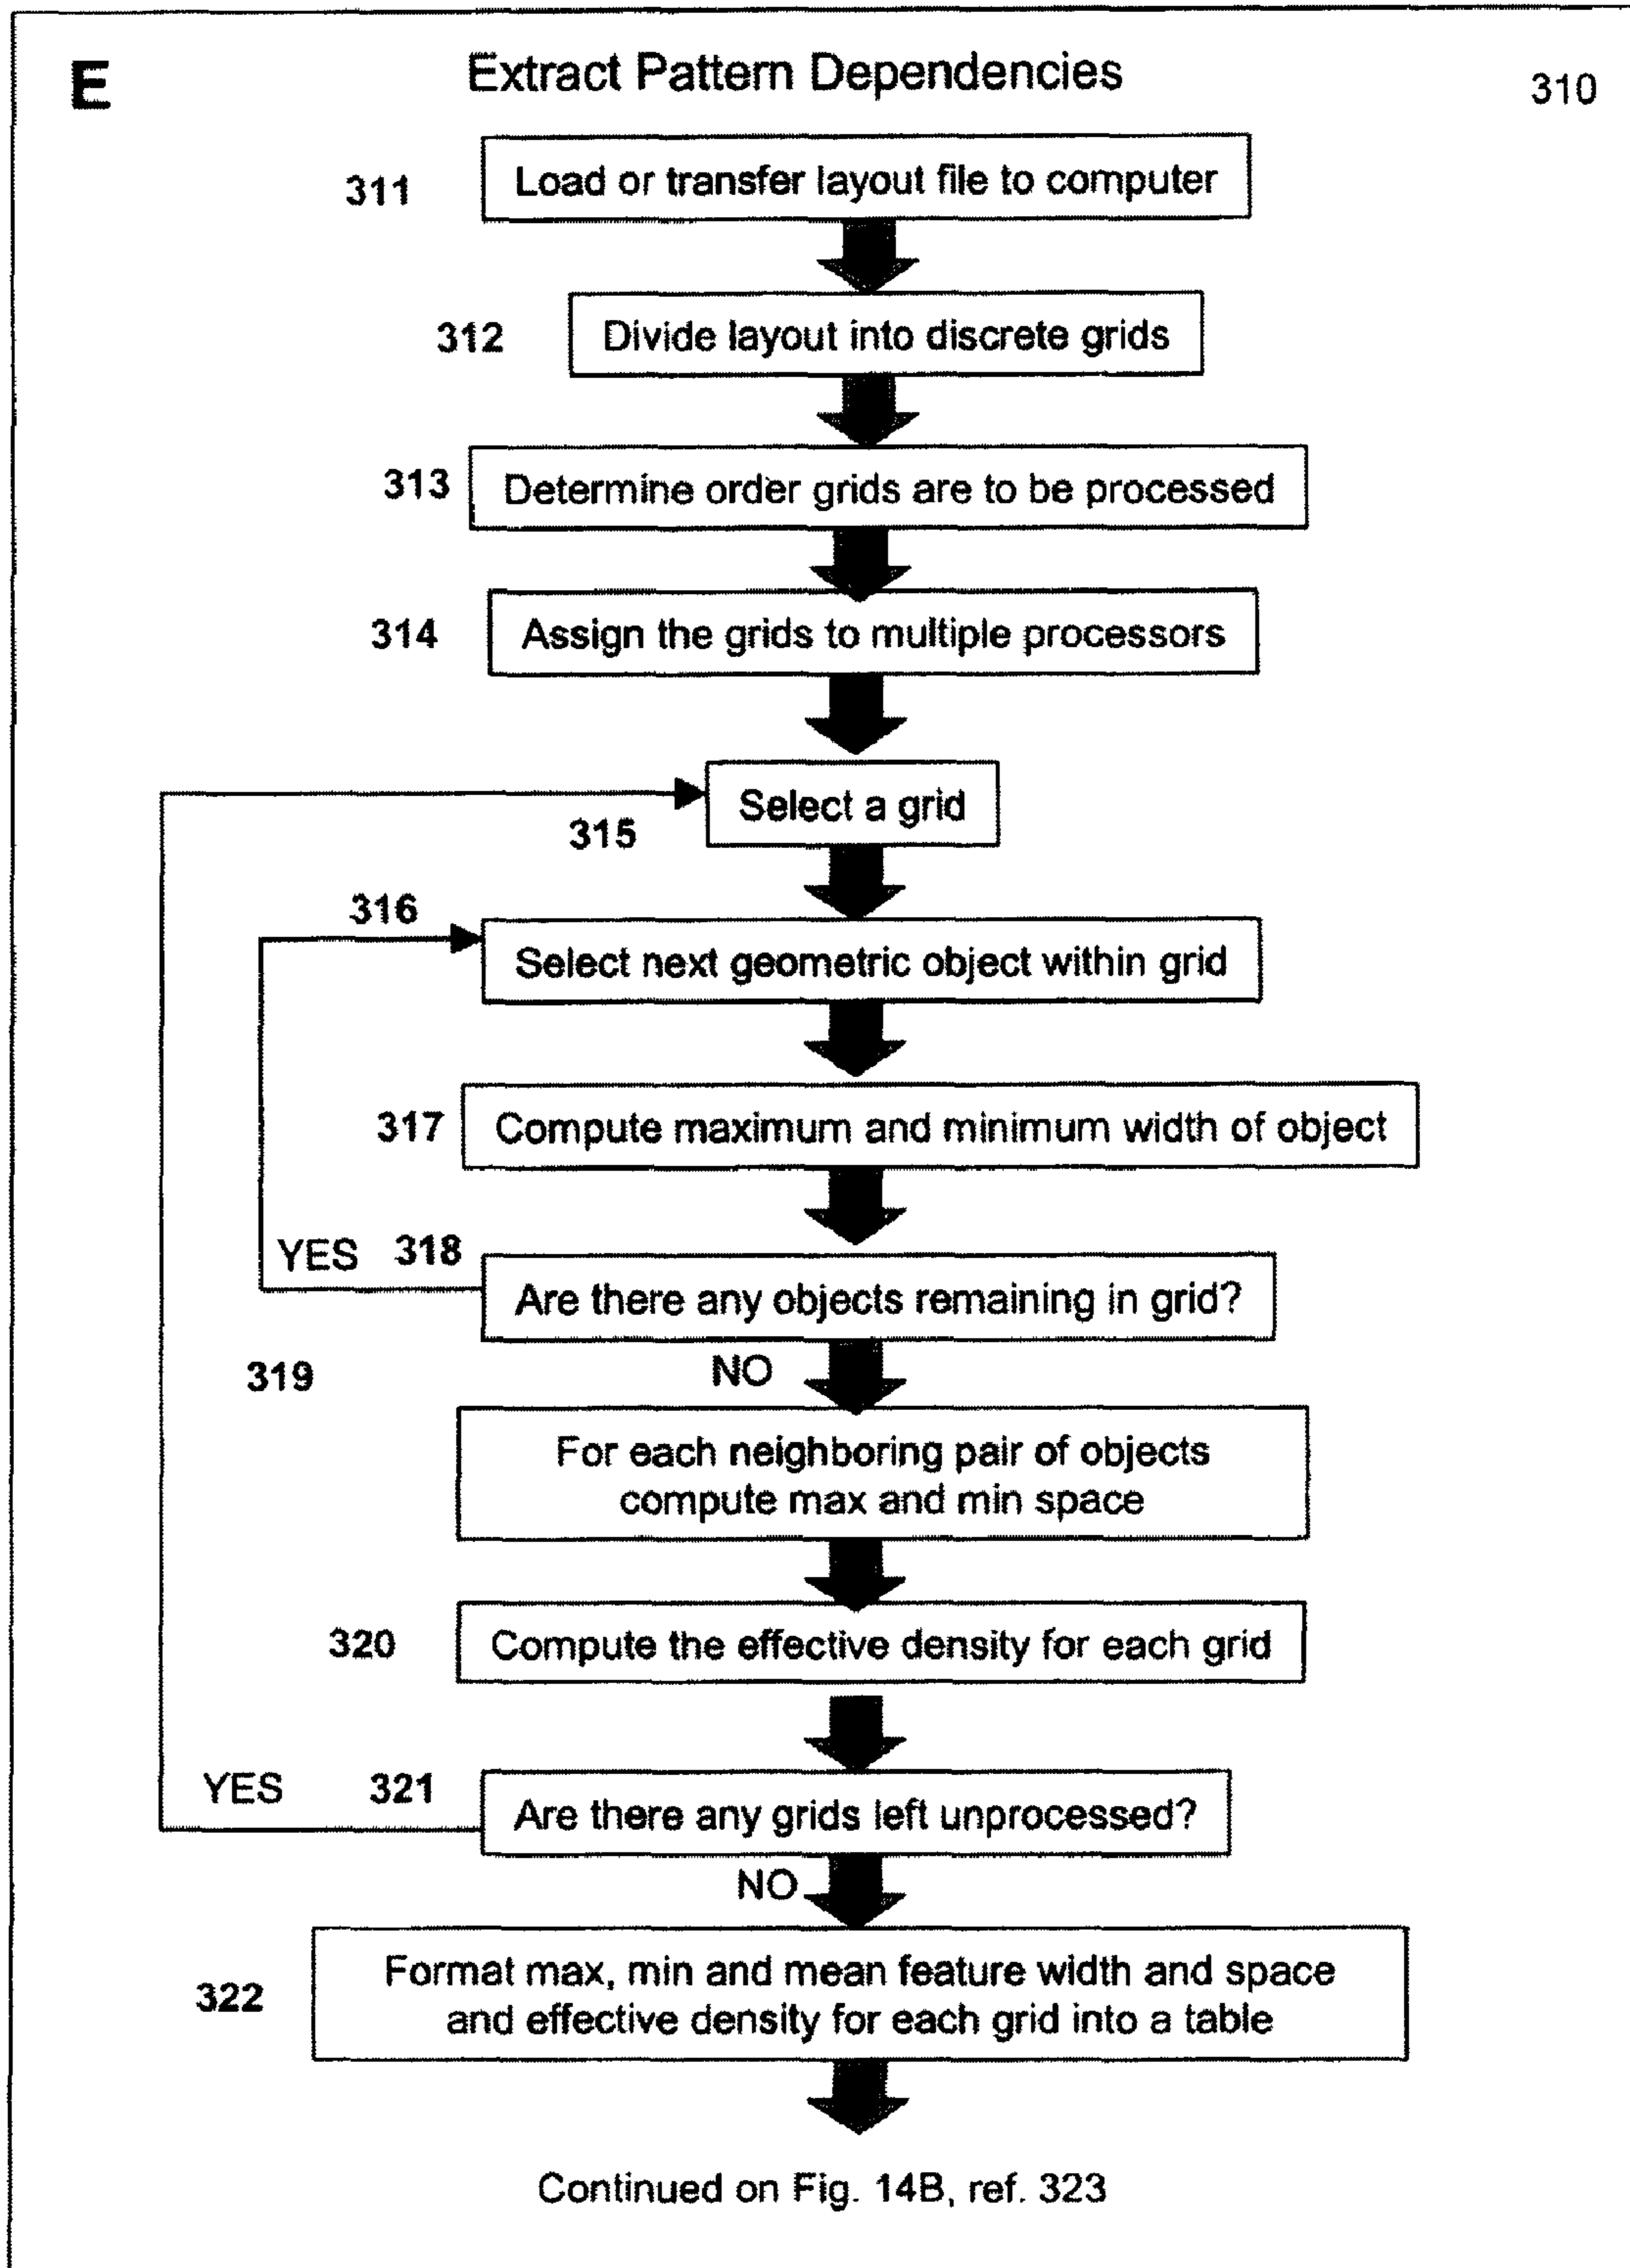 E
Extract Pattern Dependencies
310
311
Load or transfer layout file to computer
312
Divide layout into discrete grids
313
Determine order grids are to be processed
314
Assign the grids to multiple processors
Select a grid
315
316
Select next geometric object within grid
317
Compute maximum and minimum width of object
YES
318
Are there any objects remaining in grid?
319
NO
For each neighboring pair of objects
compute max and min space
320
Compute the effective density for each grid
YES
321
Are there any grids left unprocessed?
NO
322
Format max, min and mean feature width and space
and effective density for each grid into a table
Continued on Fig. 14B, ref. 323